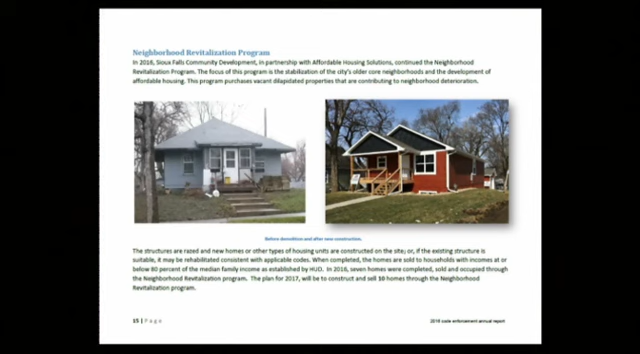 Neighborhood Revitalization Program
In 2016, Sioux Falls Community Development, in partnership with Affordable Housing Solutions, continued the Neighborhood
Revitalization Program. The focus of this program is the stabilization of the city's older core neighborhoods and the development of
affordable housing. This program purchases vacant dilapidated properties that are contributing to neighborhood deterioration.
Before demolition and after new construction.
The structures are razed and new homes or other types of housing units are constructed on the site; or, if the existing structure is
suitable, it may be rehabilitated consistent with applicable codes. When completed, the homes are sold to households with incomes at or
below 80 percent of the median family income as established by HUD. In 2016, seven homes were completed, sold and occupied through
the Neighborhood Revitalization program. The plan for 2017, will be to construct and sell 10 homes through the Neighborhood
Revitalization program.
15 | Page
2016 code enforcement annual report